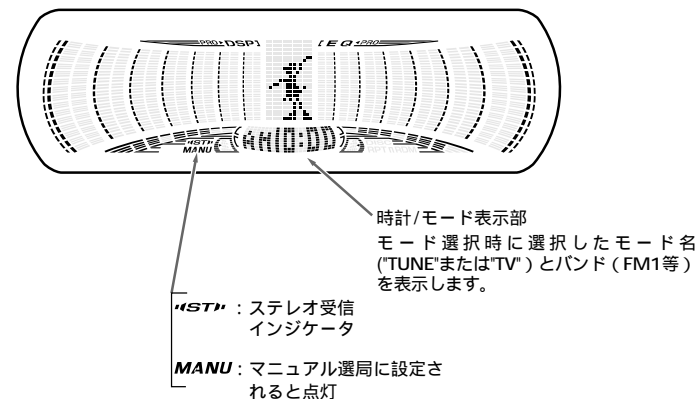 PRO DSP
EQ PRO
ST
MANU
AM10:00
時計/モード表示部
モード選択時に選択したモード名
("TUNE"または"TV")とバンド(FM1等)
を表示します。
ST:ステレオ受信
インジケータ
MANU:マニュアル選局に設定さ
れると点灯